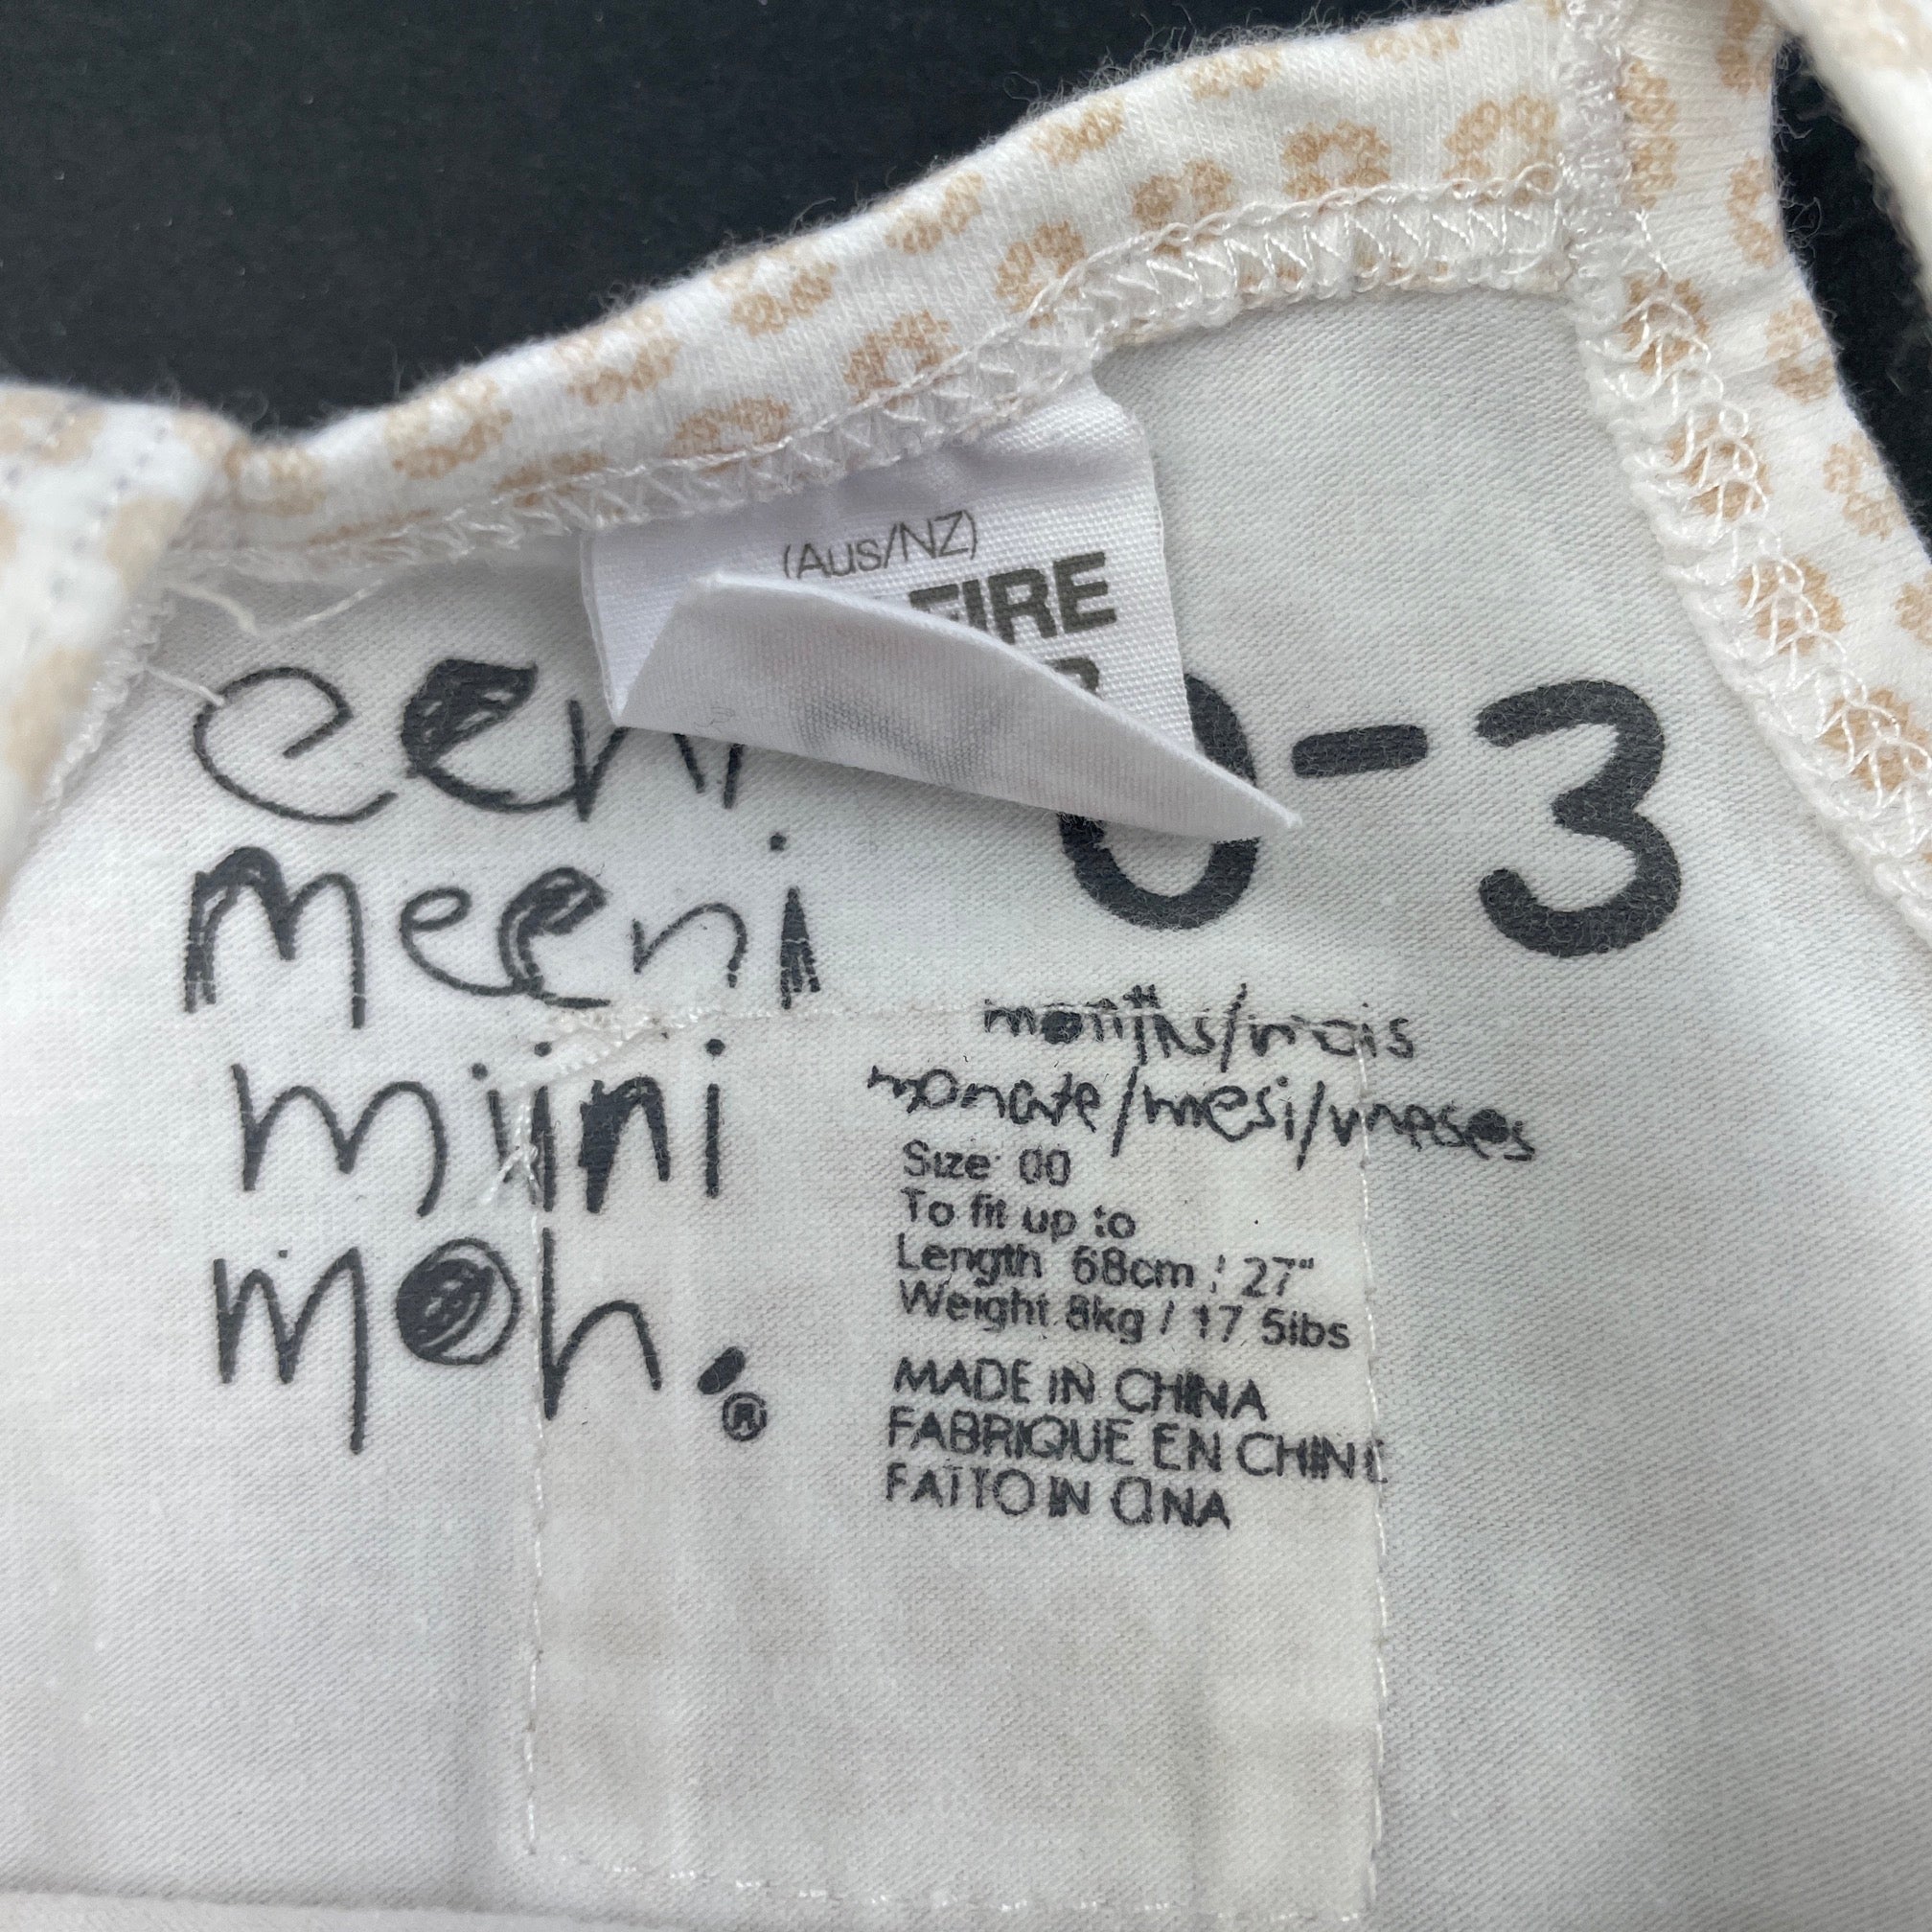 (Aus/NZ)
FIRE
eeni
meeni
miini
moh.®
0-3
months/mois
monate/mesi/meses
Size: 00
To fit up to
Length 68cm / 27"
Weight 8kg / 17.5lbs
MADE IN CHINA
FABRIQUE EN CHINE
FATTO IN CINA